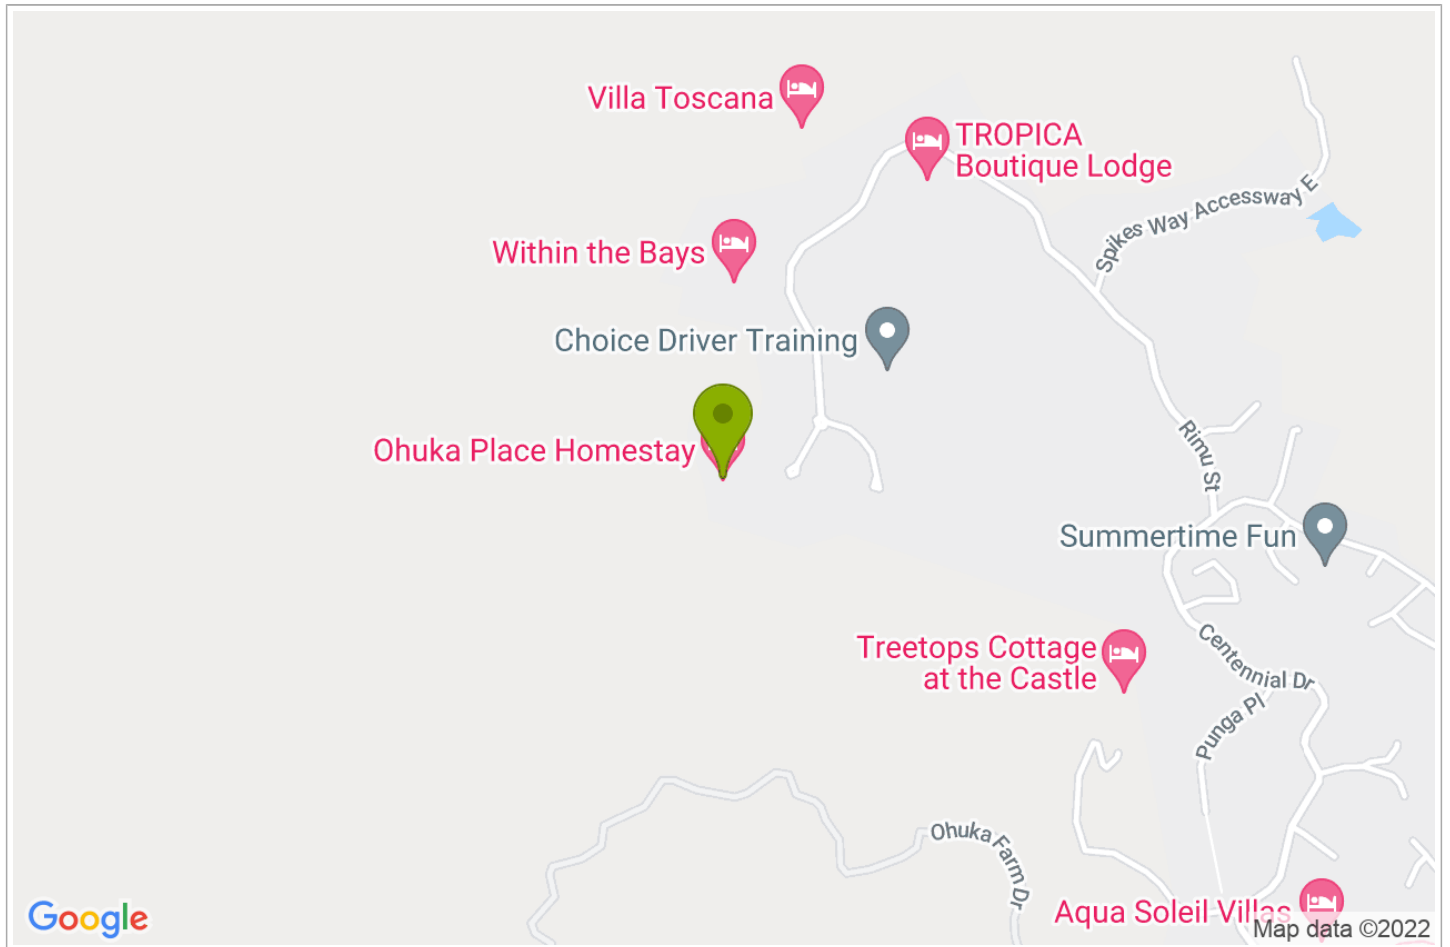 Villa Toscana
TROPICA
Boutique Lodge
Spikes Way Accessway E
Within the Bays
Choice Driver Training
Ohuka Place Homestay
Rimu St
Summertime Fun
Treetops Cottage
at the Castle
Centennial Dr
Punga Pl
Ohuka Farm Dr
Aqua Soleil Villas
Google
Map data ©2022